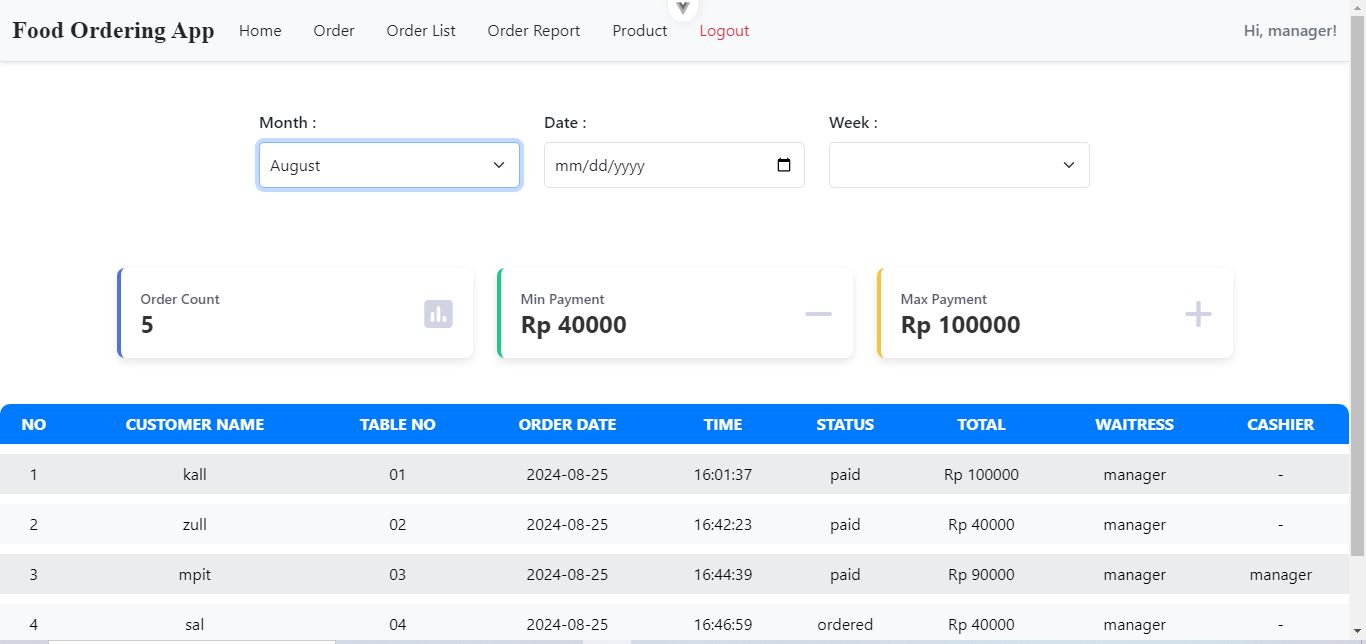 Food Ordering App Home Order Order List Order Report Product Logout Hi, manager!
Month : Date : Week :
August mm/dd/yyyy
Order Count Min Payment Max Payment
5 Rp 40000 Rp 100000
NO CUSTOMER NAME TABLE NO ORDER DATE TIME STATUS TOTAL WAITRESS CASHIER
1 kall 01 2024-08-25 16:01:37 paid Rp 100000 manager -
2 zull 02 2024-08-25 16:42:23 paid Rp 40000 manager -
3 mpit 03 2024-08-25 16:44:39 paid Rp 90000 manager manager
4 sal 04 2024-08-25 16:46:59 ordered Rp 40000 manager -